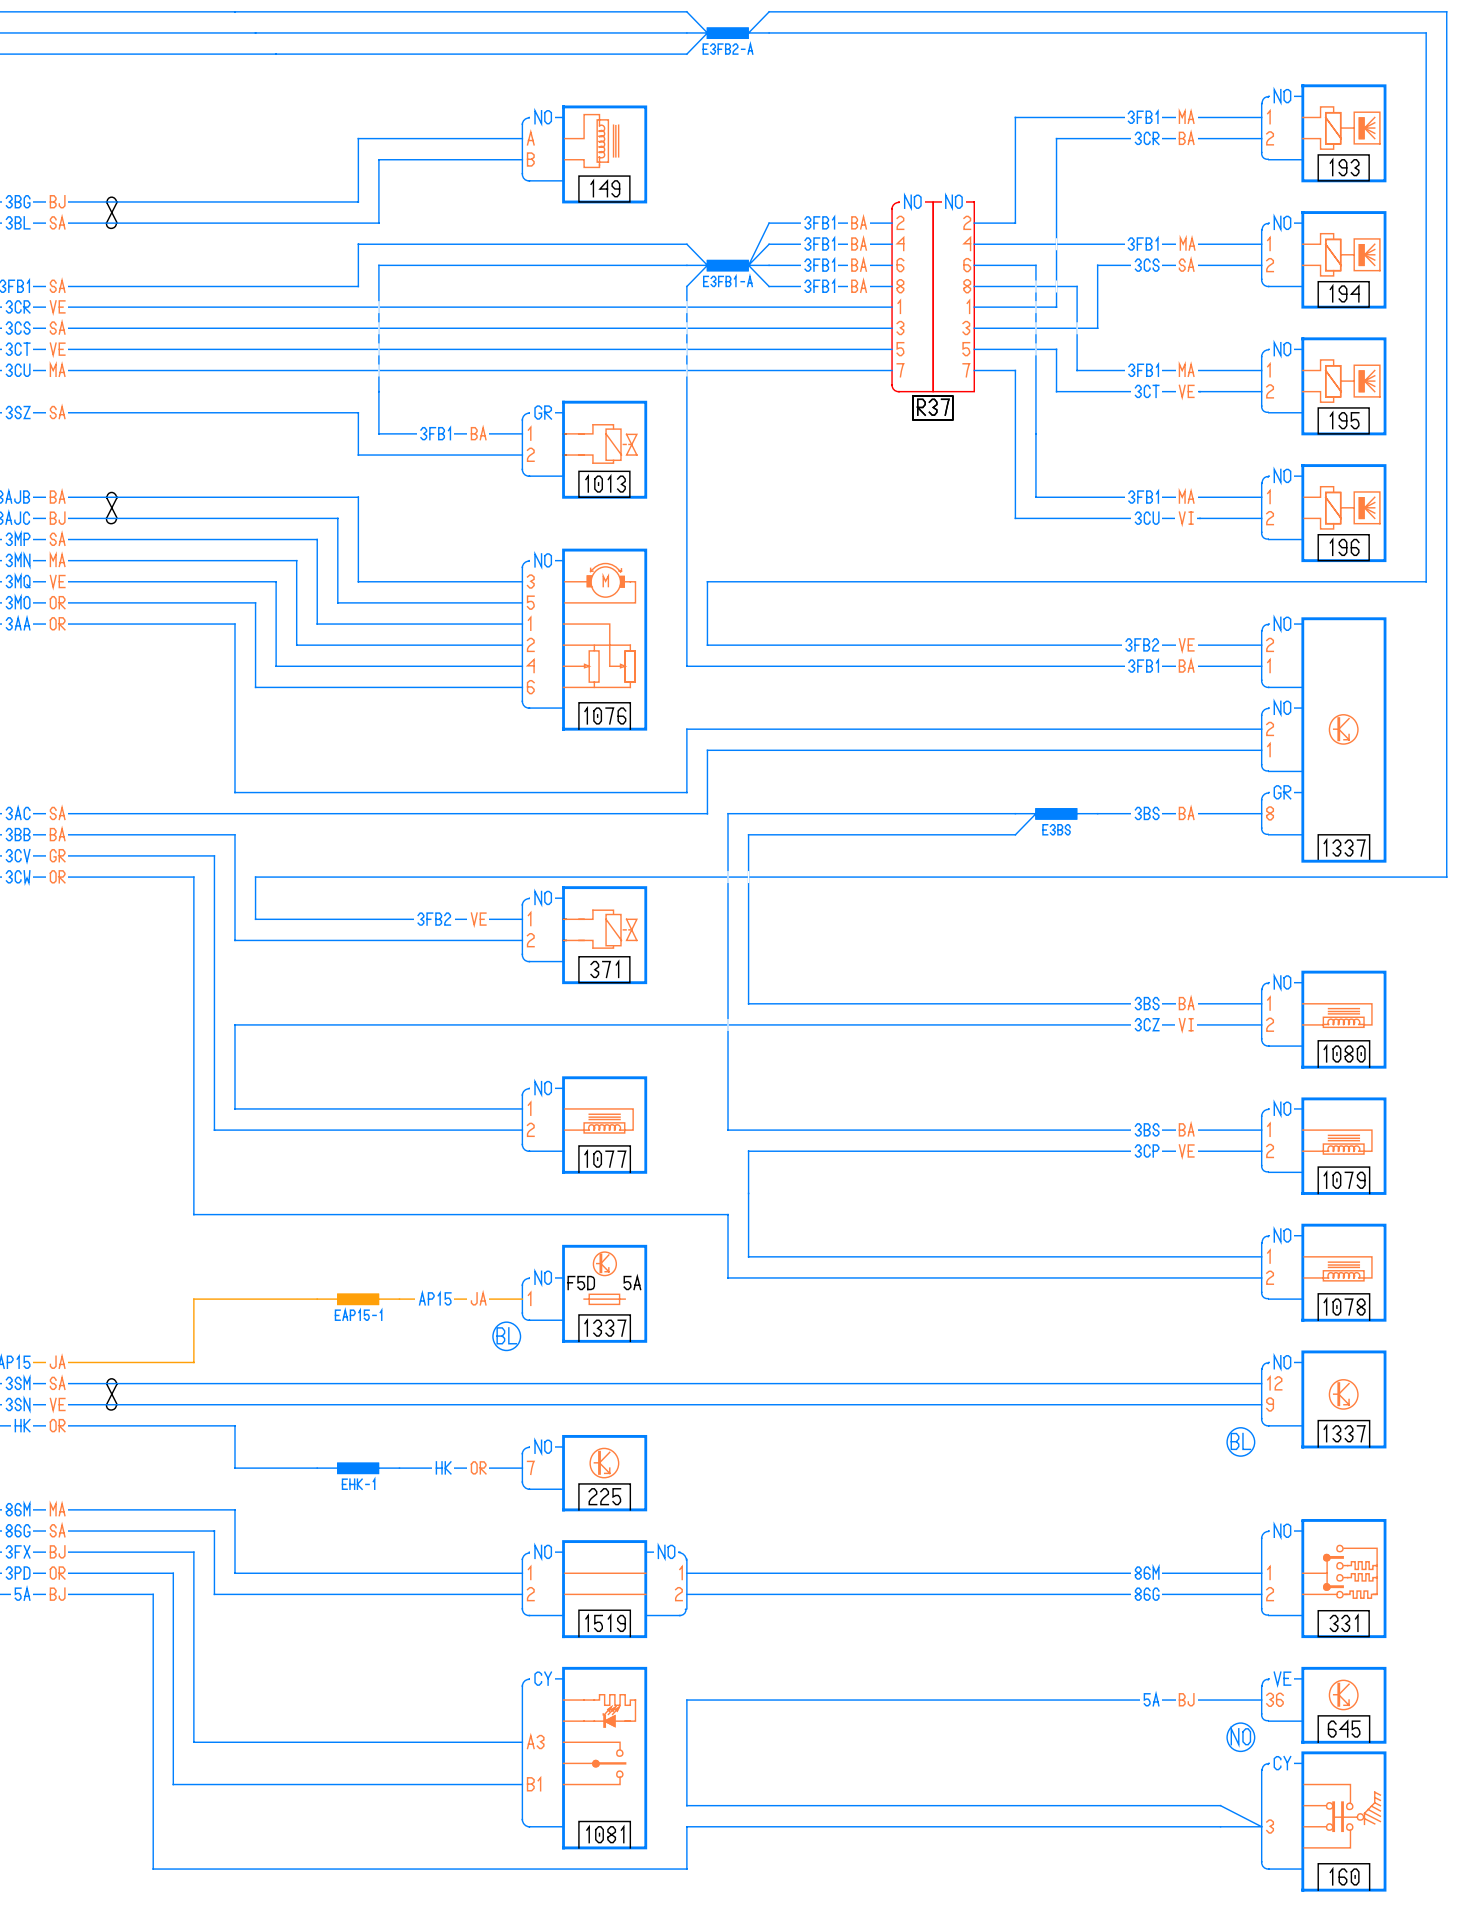 E3FB2-A
NO
3FB1 MA
1
3CR BA
2
193
NO
A
B
149
3BG BJ
3BL SA
NO NO
3FB1 BA 2 2
3FB1 BA 4 4
3FB1 BA 6 6
3FB1 BA 8 8
1 1
3 3
5 5
7 7
R37
E3FB1-A
NO
3FB1 MA 1
3CS SA 2
194
3FB1 SA
3CR VE
3CS SA
3CT VE
3CU MA
3SZ SA
NO
3FB1 MA 1
3CT VE 2
195
GR
3FB1 BA 1
2
1013
NO
3FB1 MA 1
3CU VI 2
196
3AJB BA
3AJC BJ
3MP SA
3MN MA
3MQ VE
3MO OR
3AA OR
NO
3
5
1
2
4
6
M
1076
NO
3FB2 VE 2
3FB1 BA 1
NO
2
1
GR
E3BS
3BS BA 8
1337
3AC SA
3BB BA
3CV GR
3CW OR
NO
3FB2 VE 1
2
371
NO
3BS BA 1
3CZ VI 2
1080
NO
1
2
1077
NO
3BS BA 1
3CP VE 2
1079
NO
1
2
1078
NO
F5D 5A
EAP15-1
AP15 JA 1
1337
BL
AP15 JA
3SM SA
3SN VE
HK OR
NO
12
9
1337
BL
NO
EHK-1
HK OR 7
225
86M MA
86G SA
3FX BJ
3PD OR
5A BJ
NO NO
1 1
2 2
1519
NO
86M 1
86G 2
331
CY
A3
B1
1081
VE
5A BJ 36
645
NO
CY
3
160